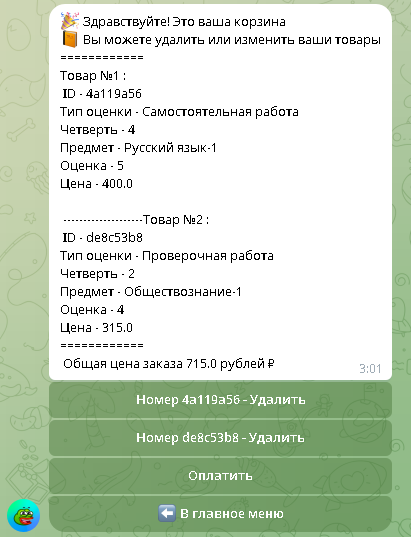 🎉 Здравствуйте! Это ваша корзина
📙 Вы можете удалить или изменить ваши товары
============
Товар №1 :
ID - 4a119a56
Тип оценки - Самостоятельная работа
Четверть - 4
Предмет - Русский язык-1
Оценка - 5
Цена - 400.0
--------------------Товар №2 :
ID - de8c53b8
Тип оценки - Проверочная работа
Четверть - 2
Предмет - Обществознание-1
Оценка - 4
Цена - 315.0
============
Общая цена заказа 715.0 рублей ₽
3:01
Номер 4a119a56 - Удалить
Номер de8c53b8 - Удалить
Оплатить
⬅️ В главное меню